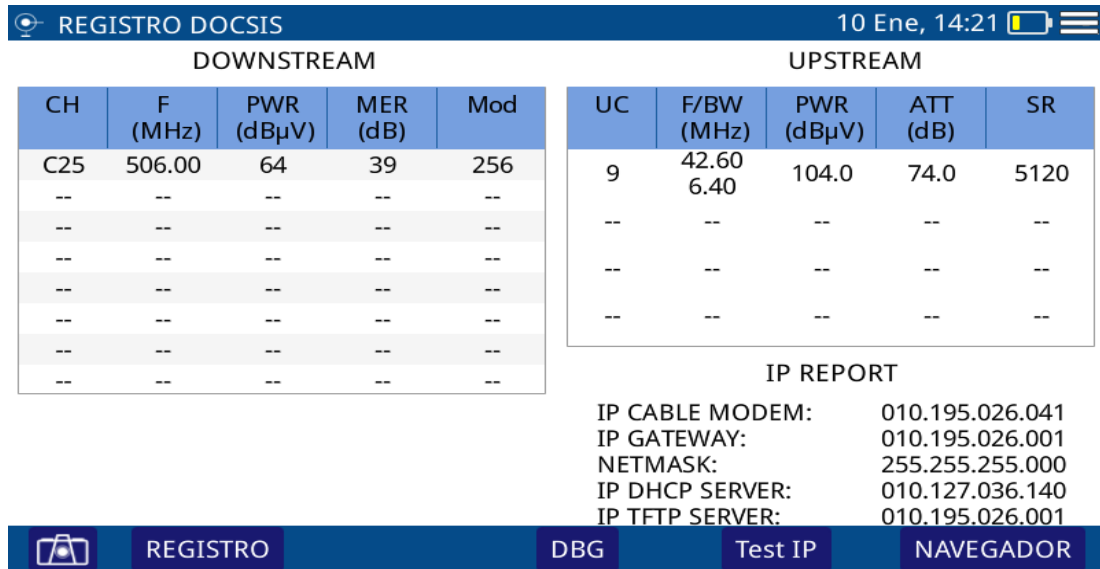 REGISTRO DOCSIS 10 Ene, 14:21
DOWNSTREAM
CH F (MHz) PWR (dBµV) MER (dB) Mod
C25 506.00 64 39 256
-- -- -- -- --
-- -- -- -- --
-- -- -- -- --
-- -- -- -- --
-- -- -- -- --
-- -- -- -- --
-- -- -- -- --
UPSTREAM
UC F/BW (MHz) PWR (dBµV) ATT (dB) SR
9 42.60 6.40 104.0 74.0 5120
-- -- -- -- --
-- -- -- -- --
-- -- -- -- --
IP REPORT
IP CABLE MODEM: 010.195.026.041
IP GATEWAY: 010.195.026.001
NETMASK: 255.255.255.000
IP DHCP SERVER: 010.127.036.140
IP TFTP SERVER: 010.195.026.001
REGISTRO DBG Test IP NAVEGADOR